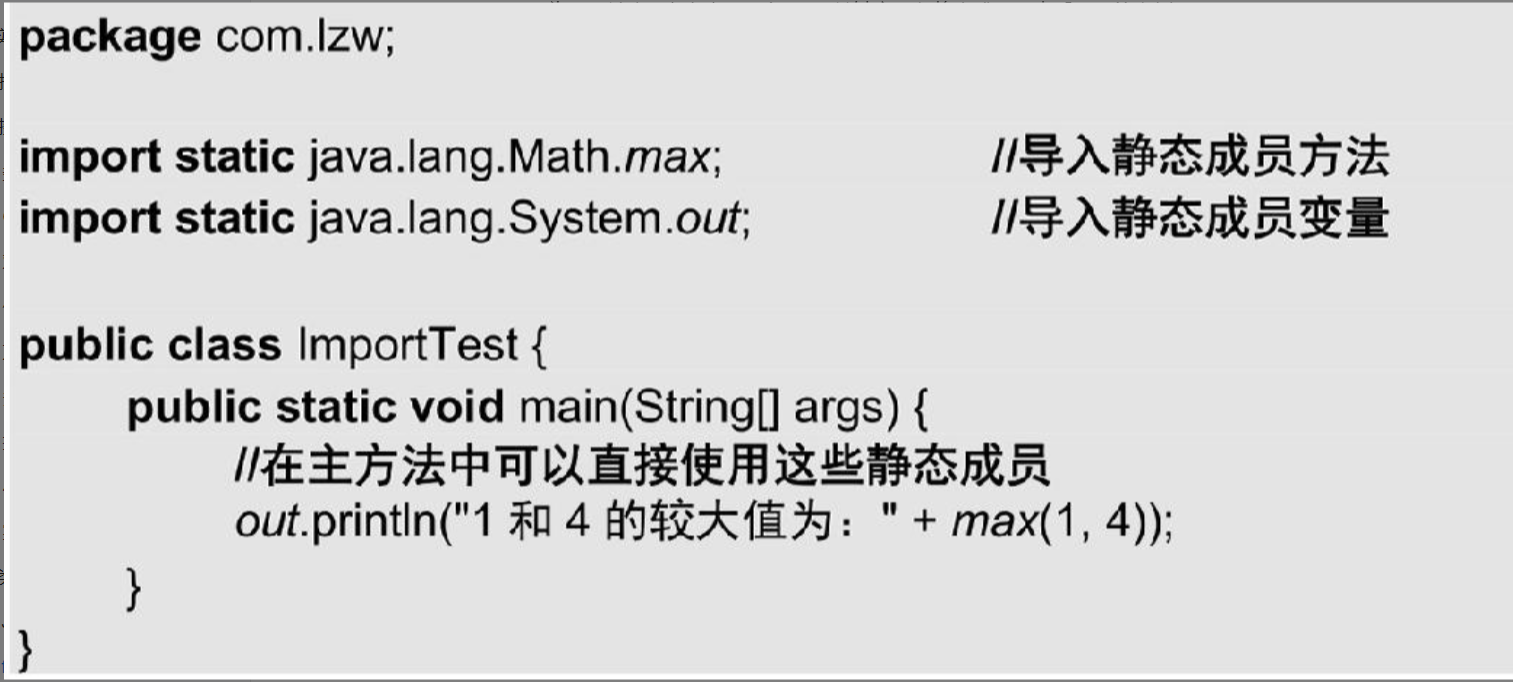 package com.lzw;
import static java.lang.Math.max; //导入静态成员方法
import static java.lang.System.out; //导入静态成员变量
public class ImportTest {
public static void main(String[] args) {
//在主方法中可以直接使用这些静态成员
out.println("1 和 4 的较大值为：" + max(1, 4));
}
}